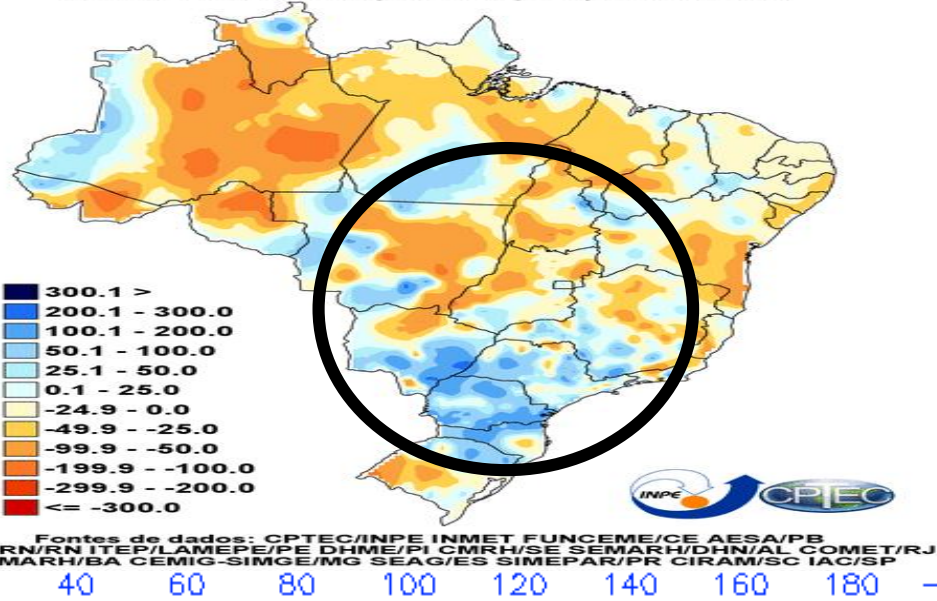 300.1 >
200.1 - 300.0
100.1 - 200.0
50.1 - 100.0
25.1 - 50.0
0.1 - 25.0
-24.9 - 0.0
-49.9 - -25.0
-99.9 - -50.0
-199.9 - -100.0
-299.9 - -200.0
<= -300.0
INPE
CPTEC
Fontes de dados: CPTEC/INPE INMET FUNCEME/CE AESA/PB
RN/RN ITEP/LAMEPE/PE DHME/PI CMRH/SE SEMARH/DHN/AL COMET/RJ
MARH/BA CEMIG-SIMGE/MG SEAG/ES SIMEPAR/PR CIRAM/SC IAC/SP
40 60 80 100 120 140 160 180